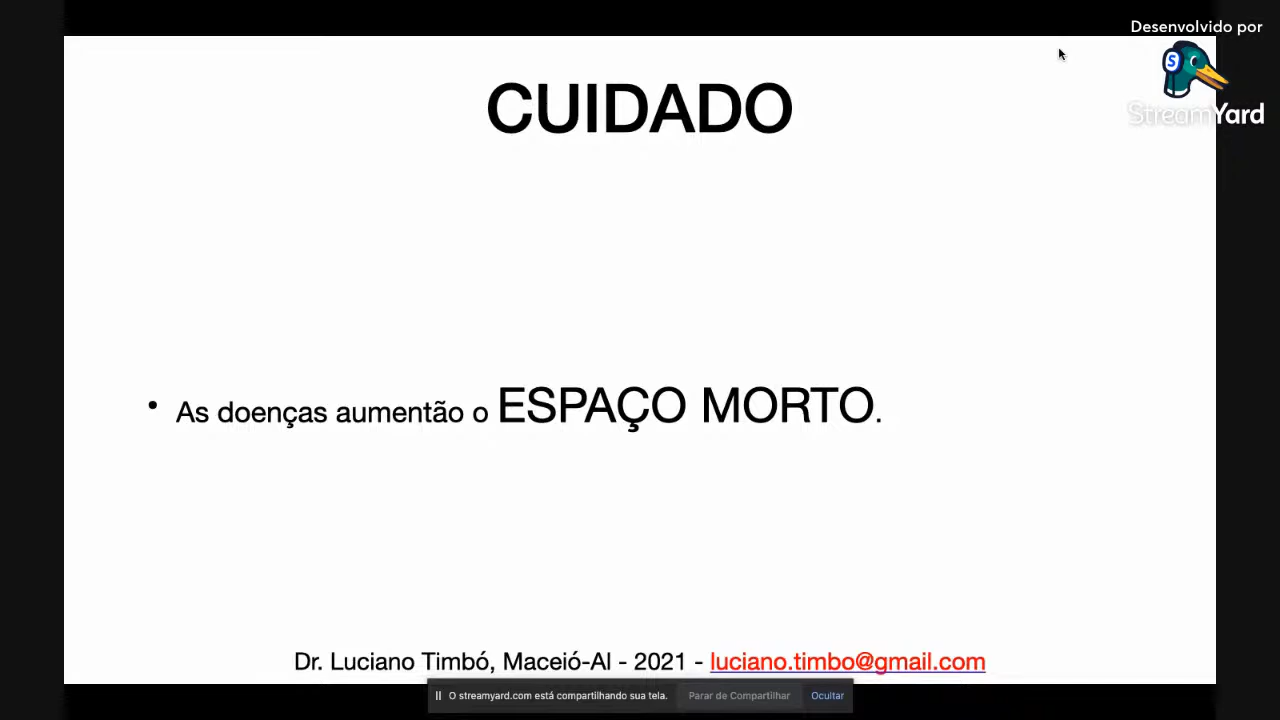 Desenvolvido por
StreamYard
CUIDADO
• As doenças aumentão o ESPAÇO MORTO.
Dr. Luciano Timbó, Maceió-Al - 2021 - luciano.timbo@gmail.com
O streamyard.com está compartilhando sua tela. Parar de Compartilhar Ocultar